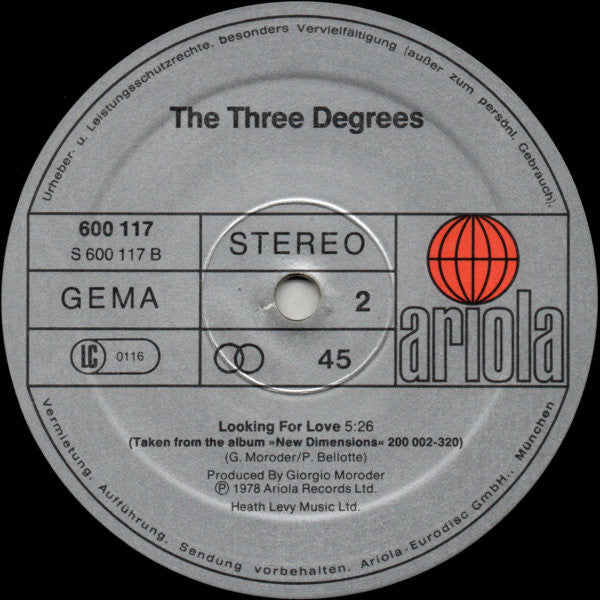 Urheber- u. Leistungsschutzrechte, besonders Vervielfältigung (außer zum persönl. Gebrauch),
The Three Degrees
600 117
S 600 117 B
STEREO
GEMA
2
ariola
LC 0116
45
Looking For Love 5:26
(Taken from the album »New Dimensions« 200 002-320)
(G. Moroder/P. Bellotte)
Produced By Giorgio Moroder
Ⓟ 1978 Ariola Records Ltd.
Heath Levy Music Ltd.
Vermietung, Aufführung, Sendung vorbehalten. Ariola-Eurodisc GmbH., München